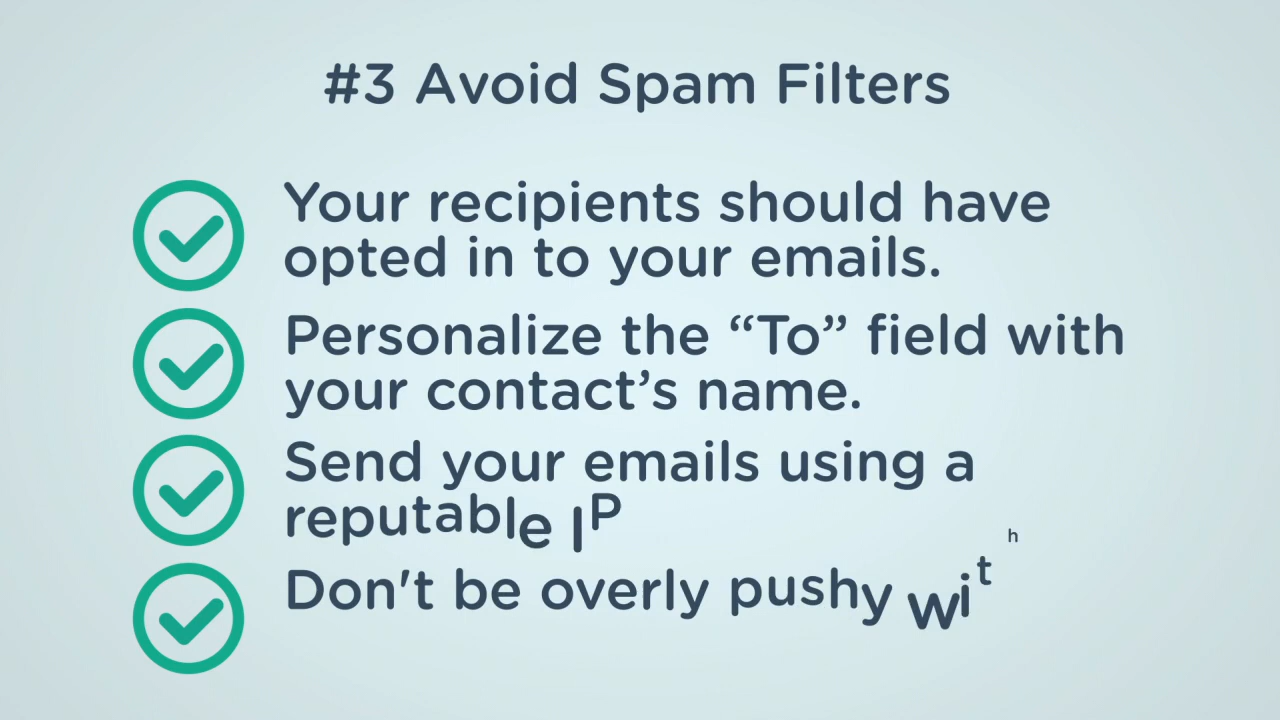 #3 Avoid Spam Filters
Your recipients should have
opted in to your emails.
Personalize the “To” field with
your contact’s name.
Send your emails using a
reputable IP
Don't be overly pushy with